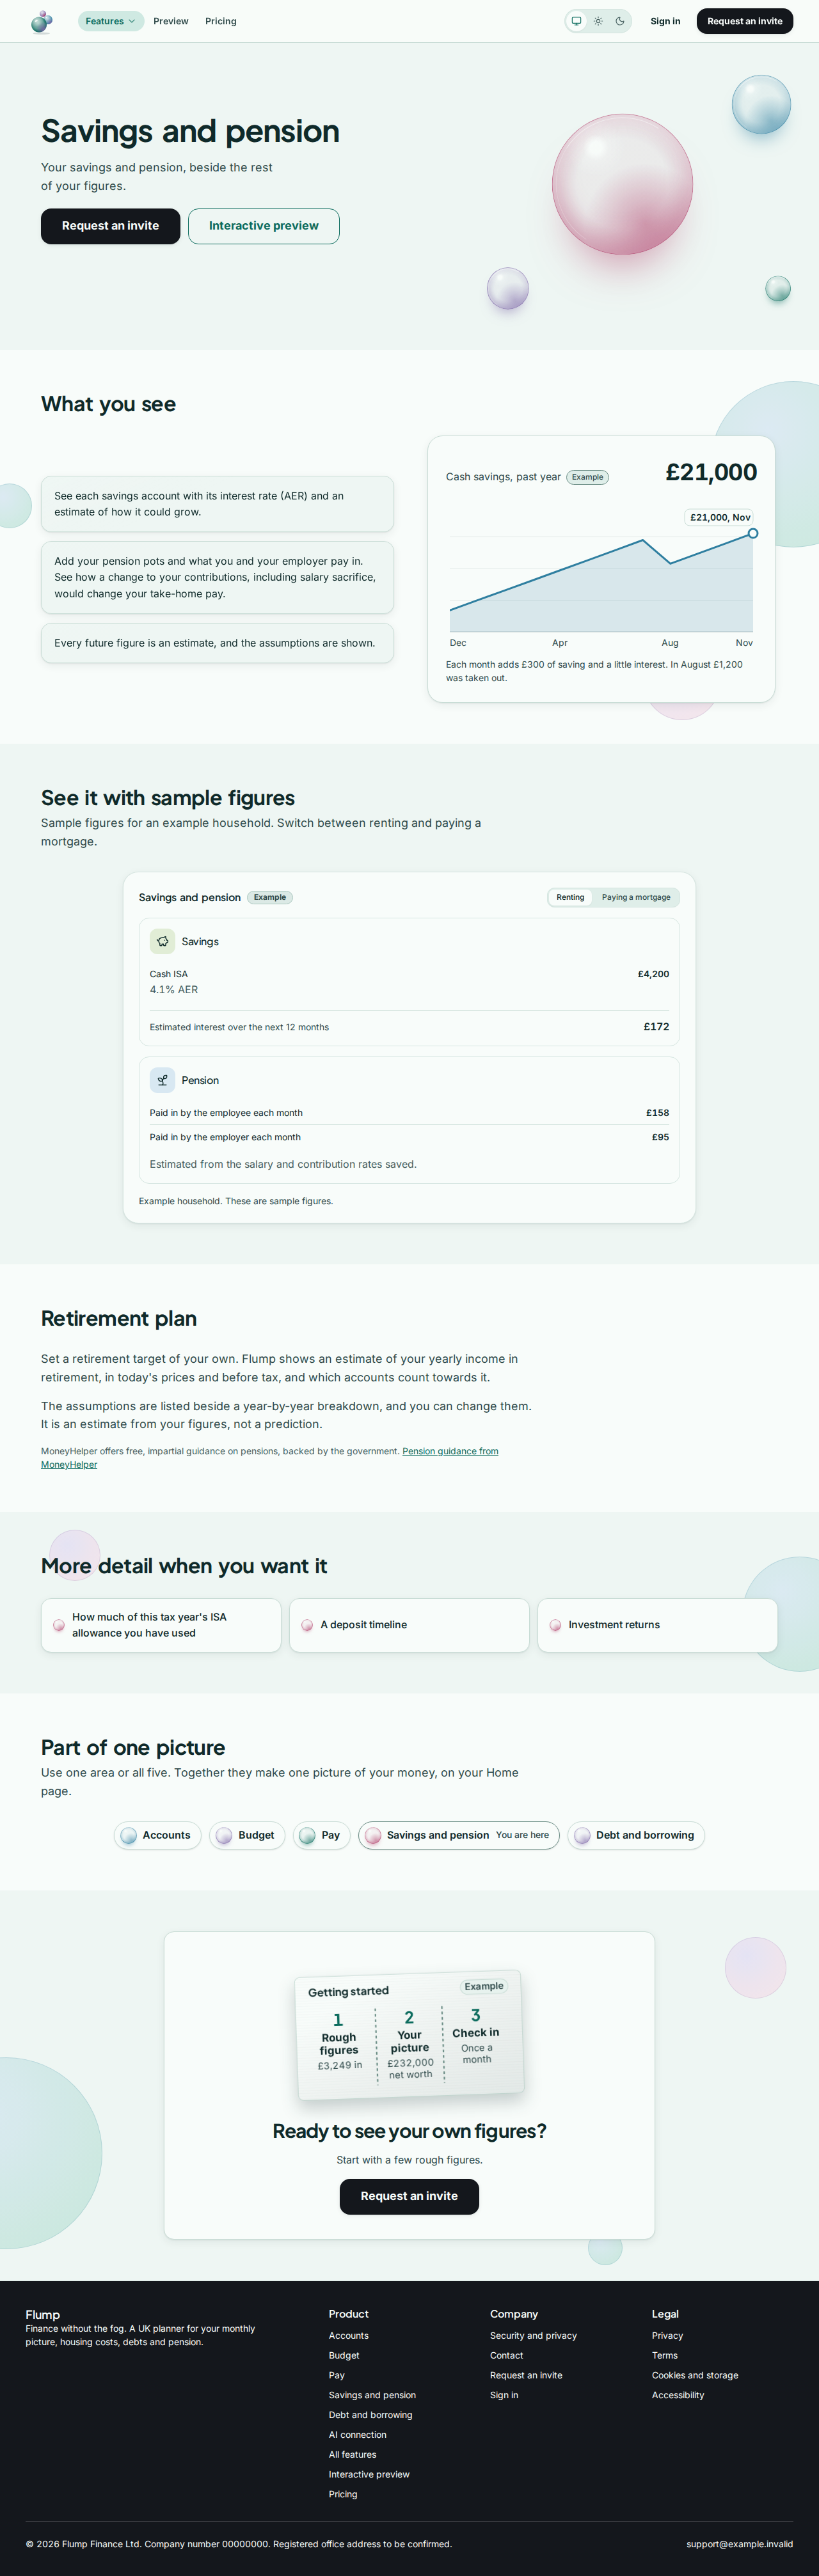 Features
Preview
Pricing
Sign in
Request an invite
Savings and pension
Your savings and pension, beside the rest
of your figures.
Request an invite
Interactive preview
What you see
See each savings account with its interest rate (AER) and an
estimate of how it could grow.
Add your pension pots and what you and your employer pay in.
See how a change to your contributions, including salary sacrifice,
would change your take-home pay.
Every future figure is an estimate, and the assumptions are shown.
Cash savings, past year
Example
£21,000
£21,000, Nov
Dec
Apr
Aug
Nov
Each month adds £300 of saving and a little interest. In August £1,200
was taken out.
See it with sample figures
Sample figures for an example household. Switch between renting and paying a
mortgage.
Savings and pension
Example
Renting
Paying a mortgage
Savings
Cash ISA
£4,200
4.1% AER
Estimated interest over the next 12 months
£172
Pension
Paid in by the employee each month
£158
Paid in by the employer each month
£95
Estimated from the salary and contribution rates saved.
Example household. These are sample figures.
Retirement plan
Set a retirement target of your own. Flump shows an estimate of your yearly income in
retirement, in today's prices and before tax, and which accounts count towards it.
The assumptions are listed beside a year-by-year breakdown, and you can change them.
It is an estimate from your figures, not a prediction.
MoneyHelper offers free, impartial guidance on pensions, backed by the government. Pension guidance from
MoneyHelper
More detail when you want it
How much of this tax year's ISA
allowance you have used
A deposit timeline
Investment returns
Part of one picture
Use one area or all five. Together they make one picture of your money, on your Home
page.
Accounts
Budget
Pay
Savings and pension You are here
Debt and borrowing
Getting started
Example
1
Rough
figures
£3,249 in
2
Your
picture
£232,000
net worth
3
Check in
Once a
month
Ready to see your own figures?
Start with a few rough figures.
Request an invite
Flump
Finance without the fog. A UK planner for your monthly
picture, housing costs, debts and pension.
Product
Accounts
Budget
Pay
Savings and pension
Debt and borrowing
AI connection
All features
Interactive preview
Pricing
Company
Security and privacy
Contact
Request an invite
Sign in
Legal
Privacy
Terms
Cookies and storage
Accessibility
© 2026 Flump Finance Ltd. Company number 00000000. Registered office address to be confirmed.
support@example.invalid